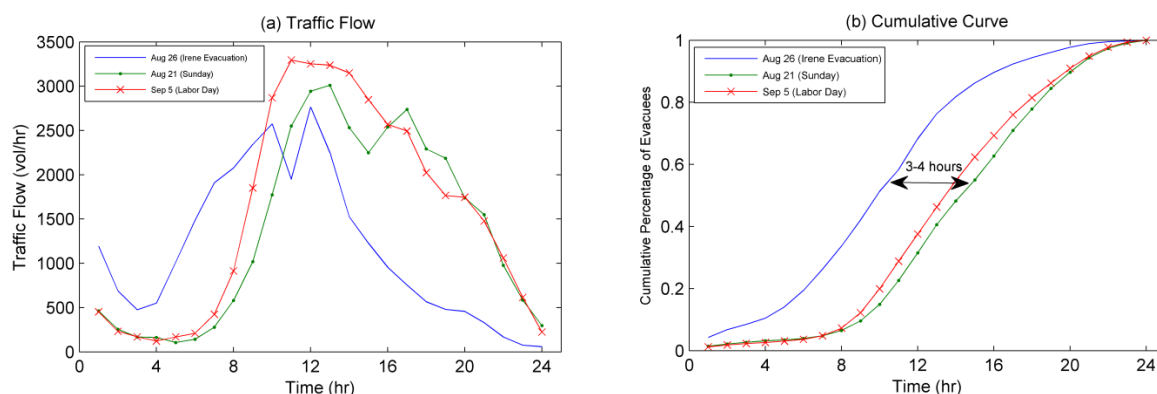 (a) Traffic Flow
3500
3000
2500
2000
1500
1000
500
0
Traffic Flow (vol/hr)
Aug 26 (Irene Evacuation)
Aug 21 (Sunday)
Sep 5 (Labor Day)
0
4
8
12
16
20
24
Time (hr)
(b) Cumulative Curve
1
0.8
0.6
0.4
0.2
0
Cumulative Percentage of Evacuees
Aug 26 (Irene Evacuation)
Aug 21 (Sunday)
Sep 5 (Labor Day)
3-4 hours
0
4
8
12
16
20
24
Time (hr)